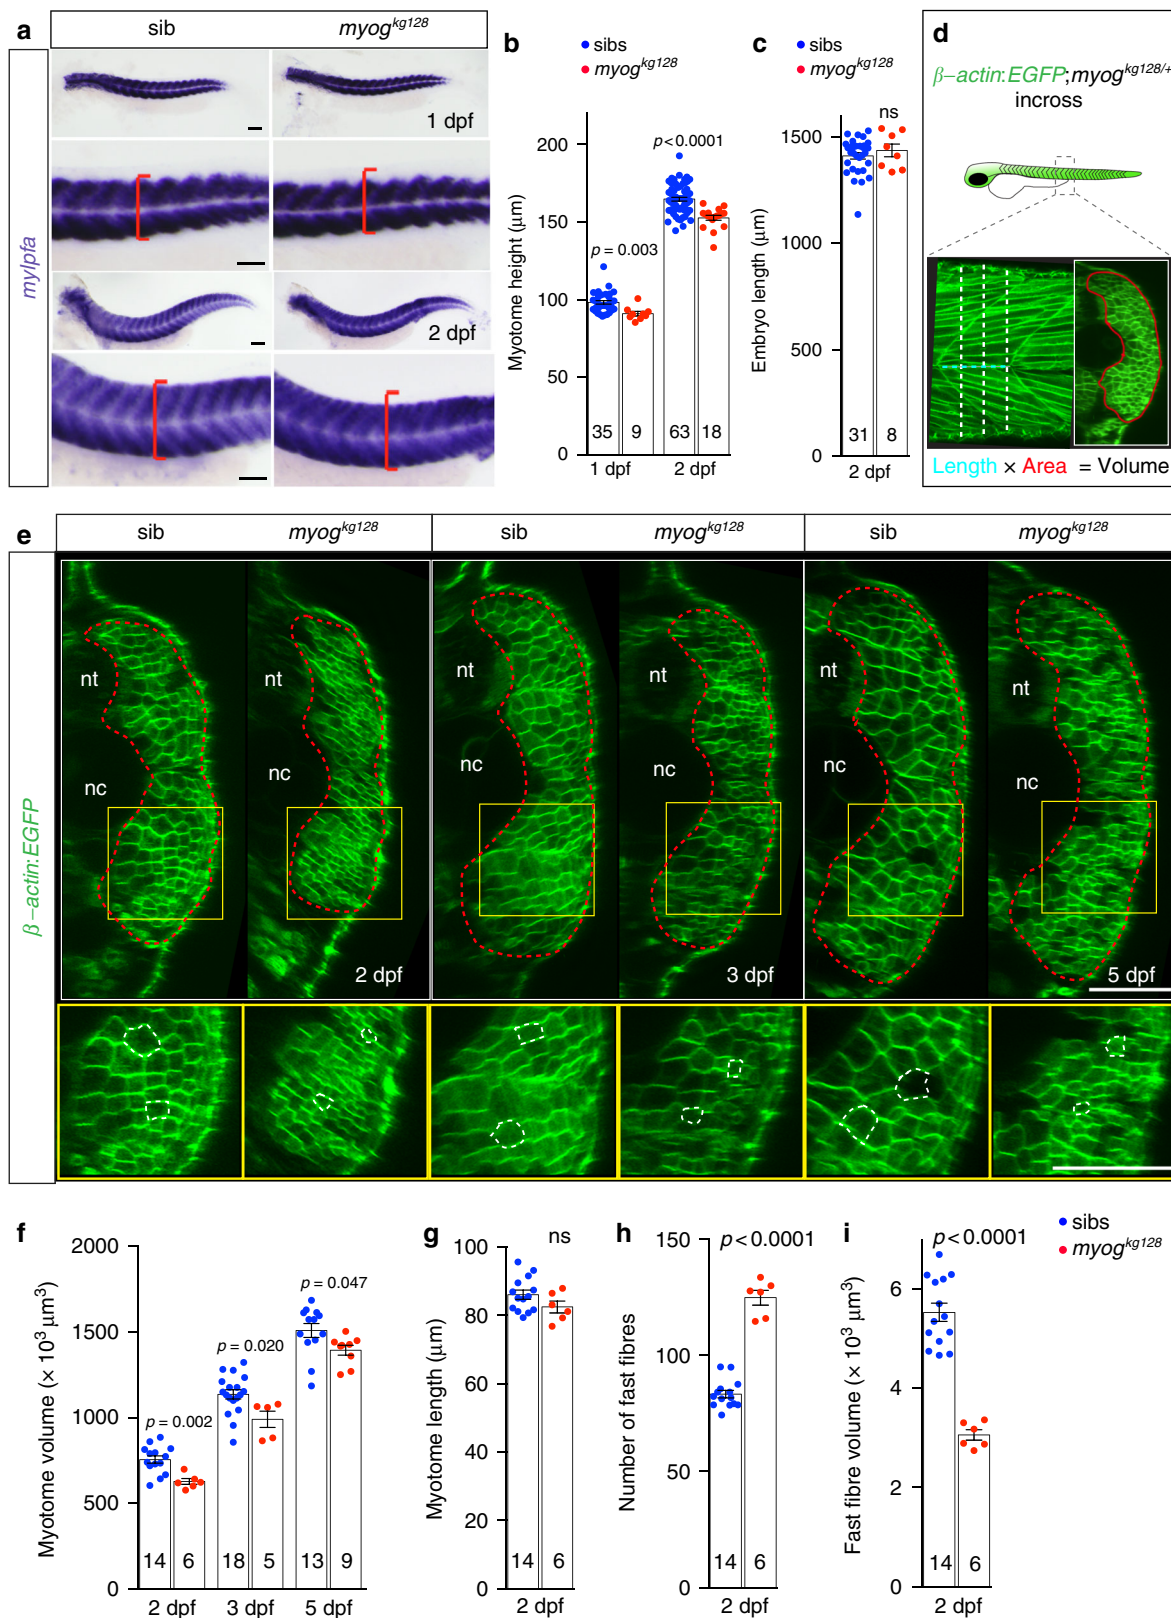 a
sib
myog^kg128
mylpfa
1 dpf
2 dpf
b
sibs
myog^kg128
Myotome height (μm)
200
150
100
50
0
p = 0.003
p < 0.0001
35
9
63
18
1 dpf
2 dpf
c
sibs
myog^kg128
Embryo length (μm)
1500
1000
500
0
ns
31
8
2 dpf
d
β–actin:EGFP;myog^kg128/+
incross
Length × Area = Volume
e
sib
myog^kg128
sib
myog^kg128
sib
myog^kg128
β–actin:EGFP
nt
nt
nt
nt
nt
nt
nc
nc
nc
nc
nc
nc
2 dpf
3 dpf
5 dpf
f
Myotome volume (× 10³ μm³)
2000
1500
1000
500
0
p = 0.002
p = 0.020
p = 0.047
14
6
18
5
13
9
2 dpf
3 dpf
5 dpf
g
Myotome length (μm)
100
80
60
40
20
0
ns
14
6
2 dpf
h
Number of fast fibres
150
100
50
0
p < 0.0001
14
6
2 dpf
i
Fast fibre volume (× 10³ μm³)
6
4
2
0
p < 0.0001
14
6
2 dpf
sibs
myog^kg128